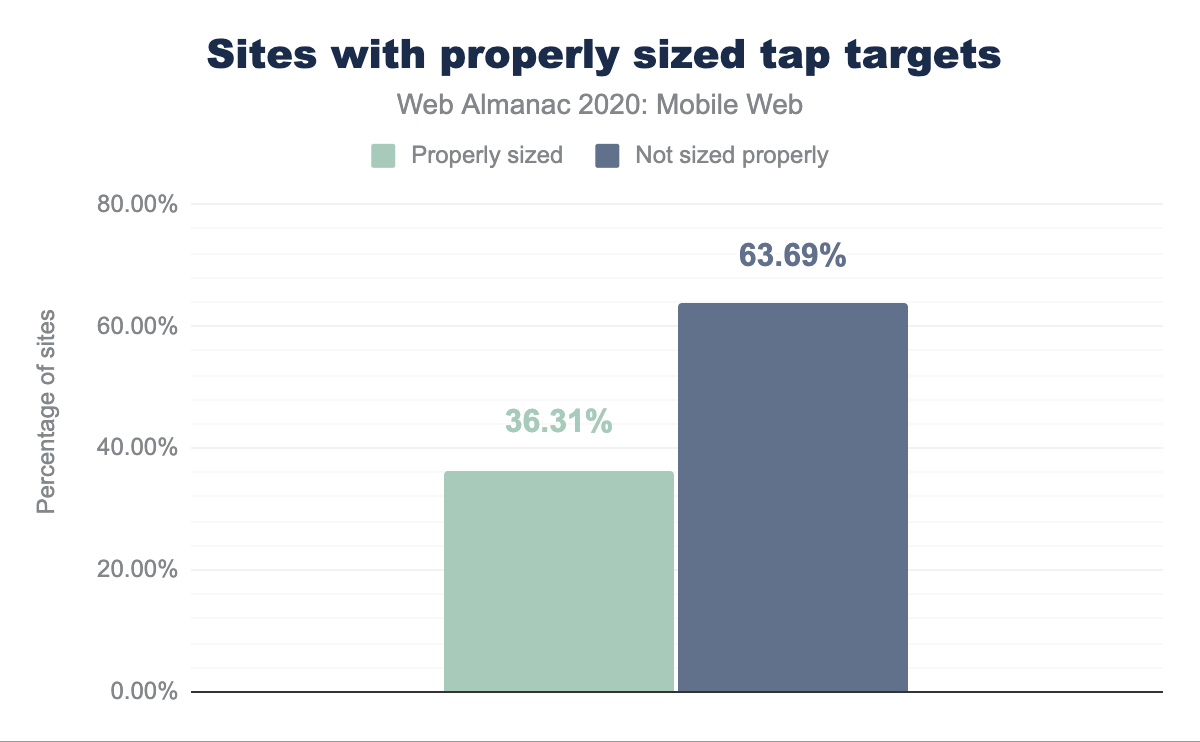 Sites with properly sized tap targets
Web Almanac 2020: Mobile Web
Properly sized
Not sized properly
80.00%
60.00%
40.00%
20.00%
0.00%
Percentage of sites
36.31%
63.69%